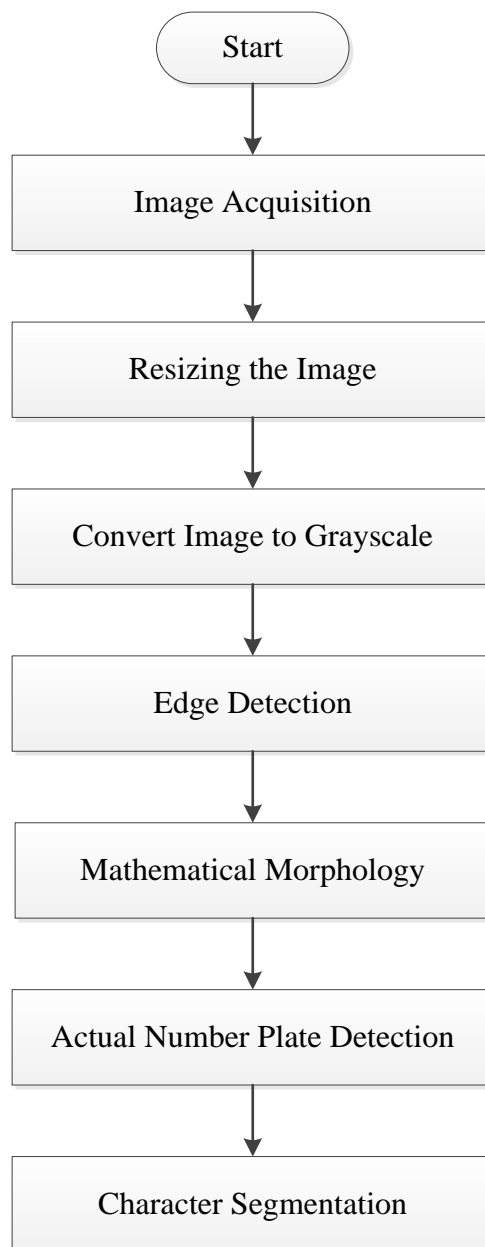 Start
Image Acquisition
Resizing the Image
Convert Image to Grayscale
Edge Detection
Mathematical Morphology
Actual Number Plate Detection
Character Segmentation